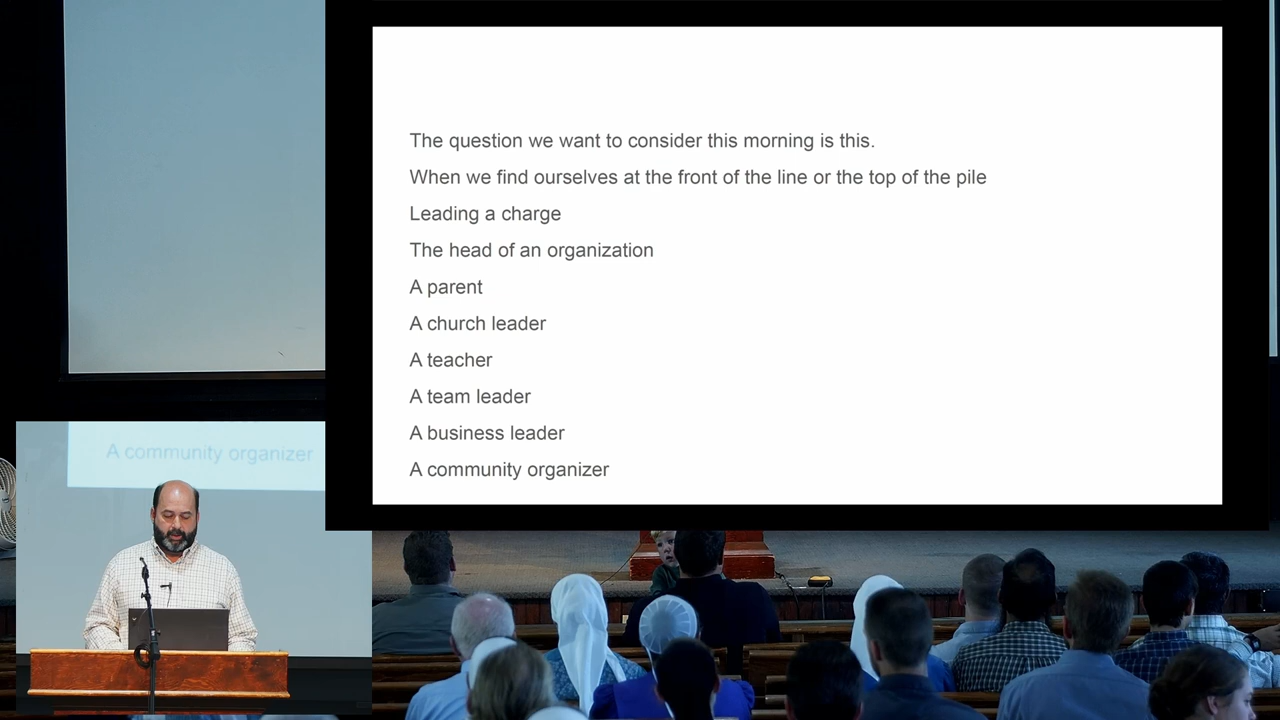 The question we want to consider this morning is this.
When we find ourselves at the front of the line or the top of the pile
Leading a charge
The head of an organization
A parent
A church leader
A teacher
A team leader
A business leader
A community organizer
A community organizer